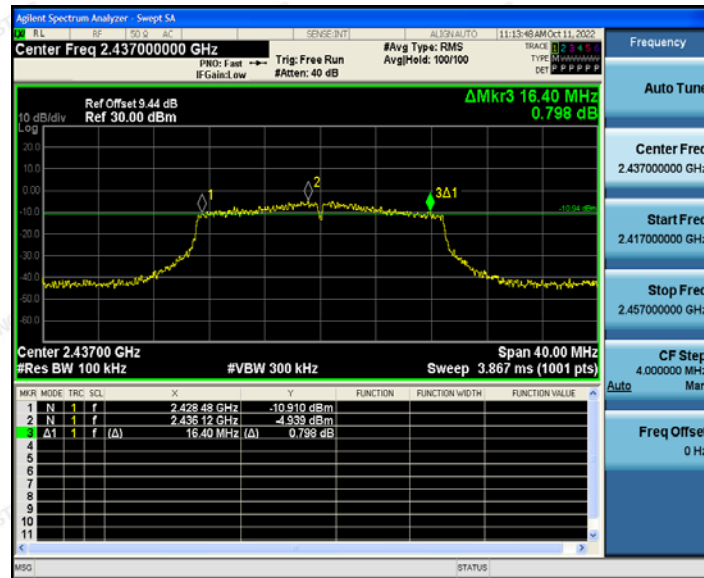 Agilent Spectrum Analyzer - Swept SA
RL RF 50 Ω AC SENSE:INT ALIGN AUTO 11:13:48 AM Oct 11, 2022
Center Freq 2.437000000 GHz
PNO: Fast
IFGain:Low
Trig: Free Run
#Atten: 40 dB
#Avg Type: RMS
Avg|Hold: 100/100
TRACE 1 2 3 4 5 6
TYPE M
DET P P P P P P
Frequency
Auto Tune
Center Freq
2.437000000 GHz
Start Freq
2.417000000 GHz
Stop Freq
2.457000000 GHz
CF Step
4.000000 MHz
Auto Man
Freq Offset
0 Hz
Ref Offset 9.44 dB
Ref 30.00 dBm
ΔMkr3 16.40 MHz
0.798 dB
10 dB/div
Log
20.0
10.0
0.00
-10.0
-20.0
-30.0
-40.0
-50.0
-60.0
1
2
3Δ1
-10.94 dBm
Center 2.43700 GHz Span 40.00 MHz
#Res BW 100 kHz #VBW 300 kHz Sweep 3.867 ms (1001 pts)
MKR MODE TRC SCL X Y FUNCTION FUNCTION WIDTH FUNCTION VALUE
1 N 1 f 2.428 48 GHz -10.910 dBm
2 N 1 f 2.436 12 GHz -4.939 dBm
3 Δ1 1 f (Δ) 16.40 MHz (Δ) 0.798 dB
4
5
6
7
8
9
10
11
MSG STATUS